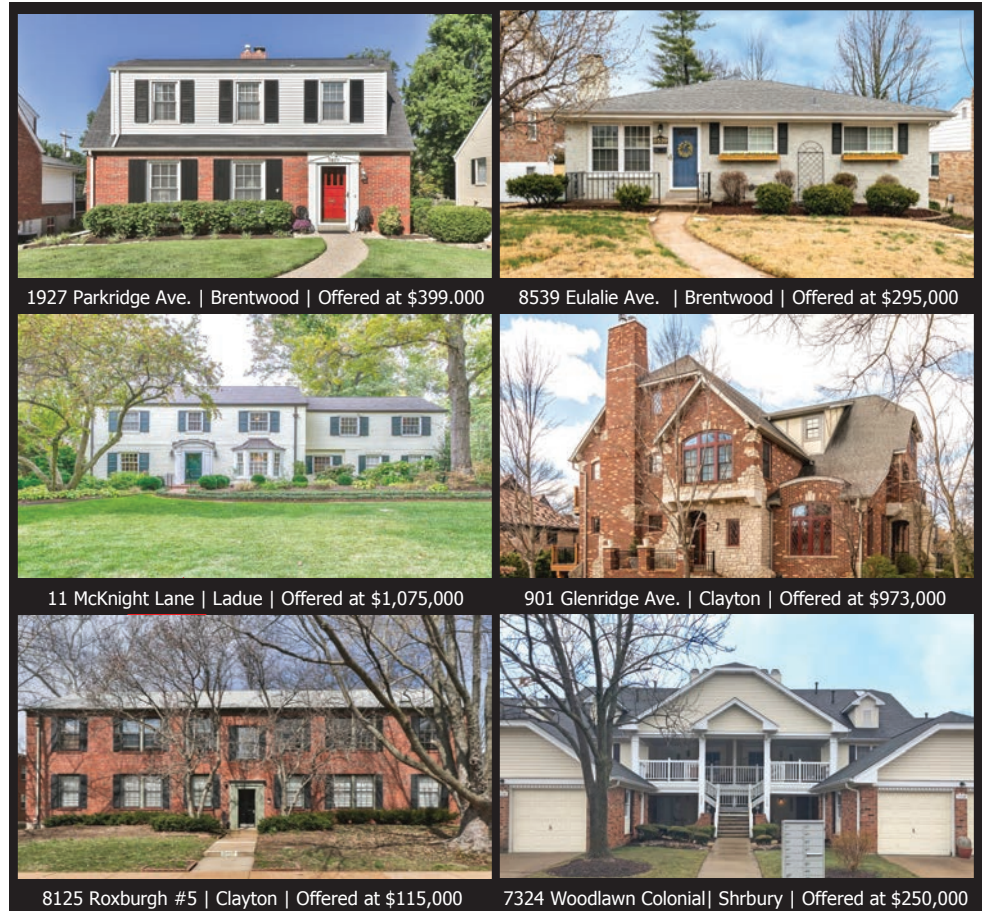 1927 Parkridge Ave. | Brentwood | Offered at $399.000
8539 Eulalie Ave. | Brentwood | Offered at $295,000
11 McKnight Lane | Ladue | Offered at $1,075,000
901 Glenridge Ave. | Clayton | Offered at $973,000
8125 Roxburgh #5 | Clayton | Offered at $115,000
7324 Woodlawn Colonial| Shrbury | Offered at $250,000